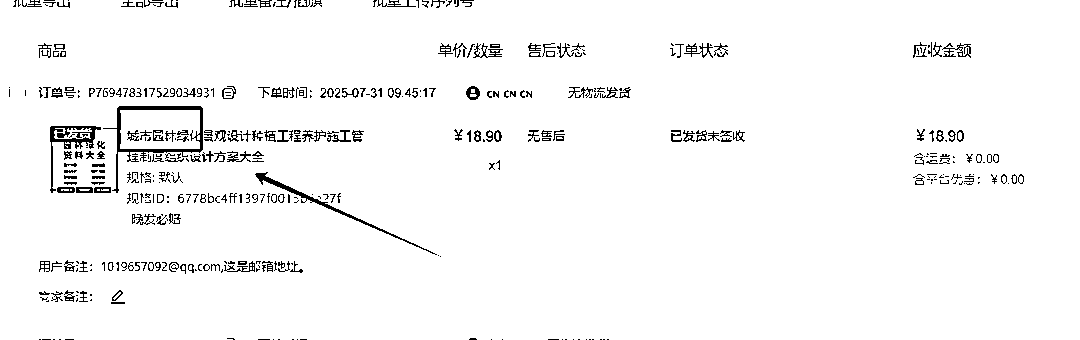 批量导出 全部导出 批量备注/插旗 批量上传序列号
商品 单价/数量 售后状态 订单状态 应收金额
订单号：P769478317529034931 下单时间：2025-07-31 09:45:17 CN CN CN 无物流发货
已发货
园林绿化
资料大全
城市园林绿化景观设计种植工程养护施工管 ￥18.90 无售后 已发货未签收 ￥18.90
理制度组织设计方案大全 x1 含运费：￥0.00
规格: 默认 含平台优惠：￥0.00
规格ID：6778bc4ff1397f0015
晚发必赔
用户备注：1019657092@qq.com,这是邮箱地址。
商家备注：